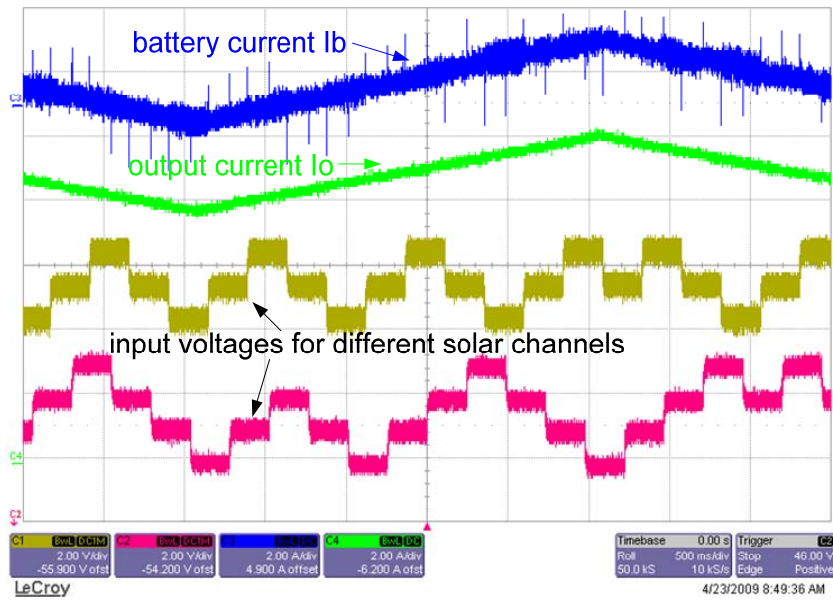 battery current Ib
C3
output current Io
input voltages for different solar channels
C4
C2
C1 BwL DC1M
2.00 V/div
-55.900 V ofst
C2 BwL DC1M
2.00 V/div
-54.200 V ofst
C3 BwL DC
2.00 A/div
4.900 A offset
C4 BwL DC
2.00 A/div
-6.200 A ofst
Timebase 0.00 s
Roll 500 ms/div
50.0 kS 10 kS/s
Trigger C2
Stop 46.00 V
Edge Positive
LeCroy
4/23/2009 8:49:36 AM